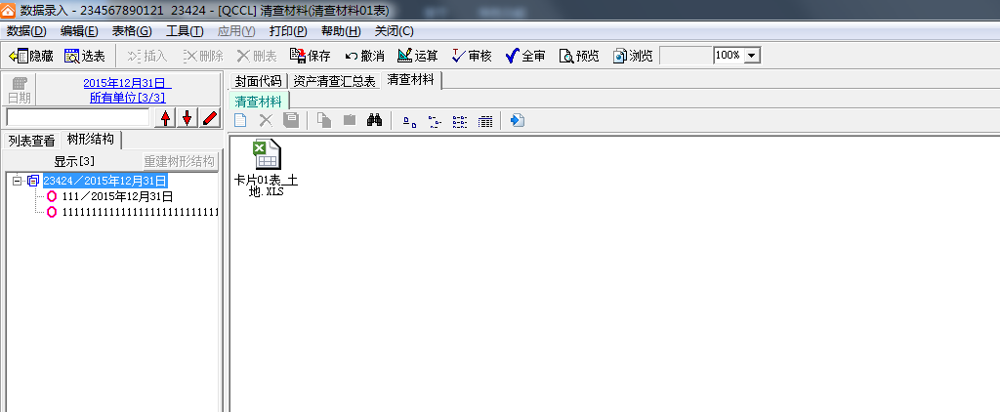 数据录入 - 234567890121 23424 - [QCCL] 清查材料(清查材料01表)
数据(D) 编辑(E) 表格(G) 工具(T) 应用(Y) 打印(P) 帮助(H) 关闭(C)
隐藏 选表 插入 删除 删表 保存 撤消 运算 审核 全审 预览 浏览 100%
日期
2015年12月31日
所有单位[3/3]
列表查看 树形结构
显示[3] 重建树形结构
23424／2015年12月31日
111／2015年12月31日
封面代码 资产清查汇总表 清查材料
清查材料
卡片01表_土
地.XLS